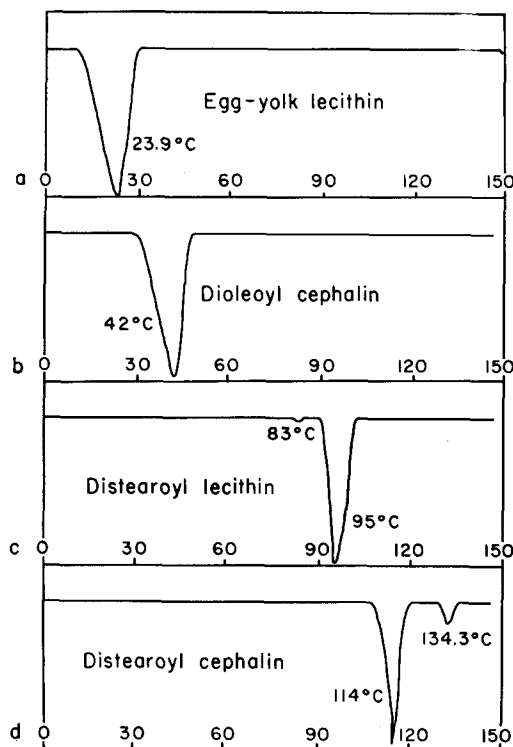 Egg-yolk lecithin
23.9°C
a
0 30 60 90 120 150
Dioleoyl cephalin
42°C
b
0 30 60 90 120 150
83°C
Distearoyl lecithin
95°C
c
0 30 60 90 120 150
134.3°C
Distearoyl cephalin
114°C
d
0 30 60 90 120 150